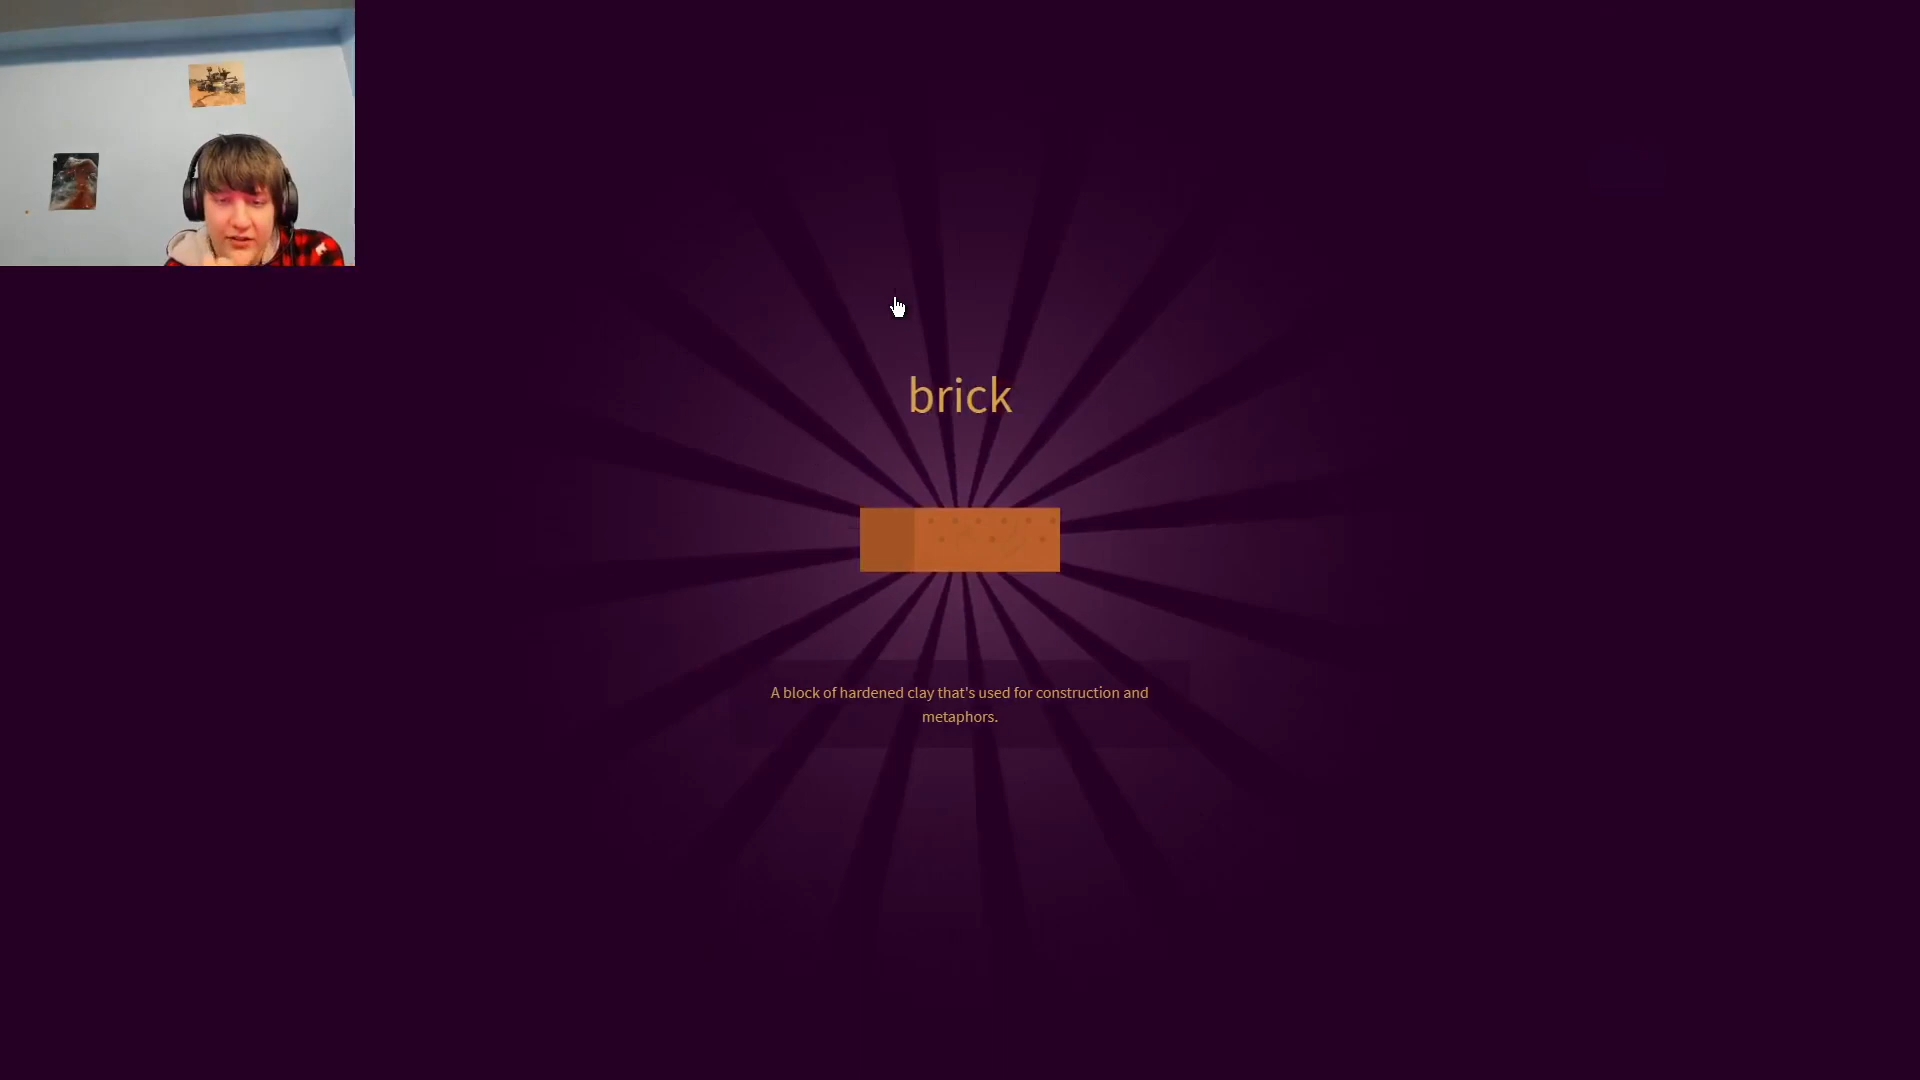 brick
A block of hardened clay that's used for construction and
metaphors.